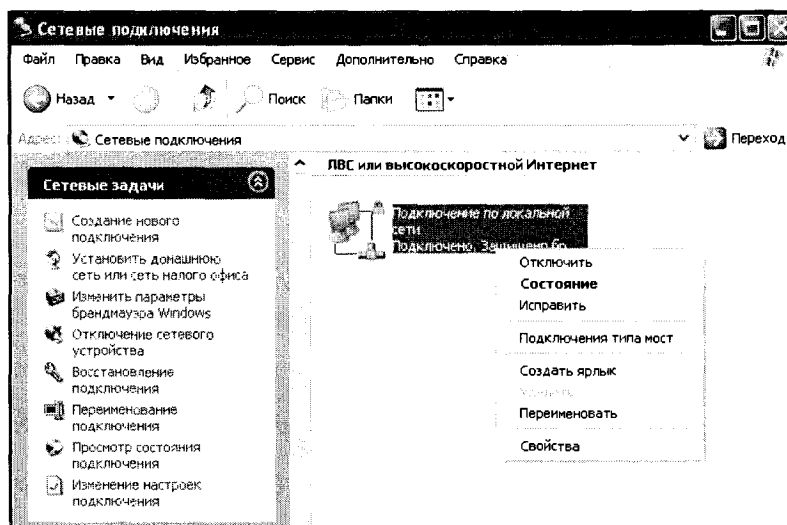 Сетевые подключения
Файл Правка Вид Избранное Сервис Дополнительно Справка
Назад Поиск Папки
Адрес: Сетевые подключения Переход
Сетевые задачи
Создание нового
подключения
Установить домашнюю
сеть или сеть малого офиса
Изменить параметры
брандмауэра Windows
Отключение сетевого
устройства
Восстановление
подключения
Переименование
подключения
Просмотр состояния
подключения
Изменение настроек
подключения
ЛВС или высокоскоростной Интернет
Подключение по локальной
сети
Подключено, Защищено бр...
Отключить
Состояние
Исправить
Подключения типа мост
Создать ярлык
Удалить
Переименовать
Свойства